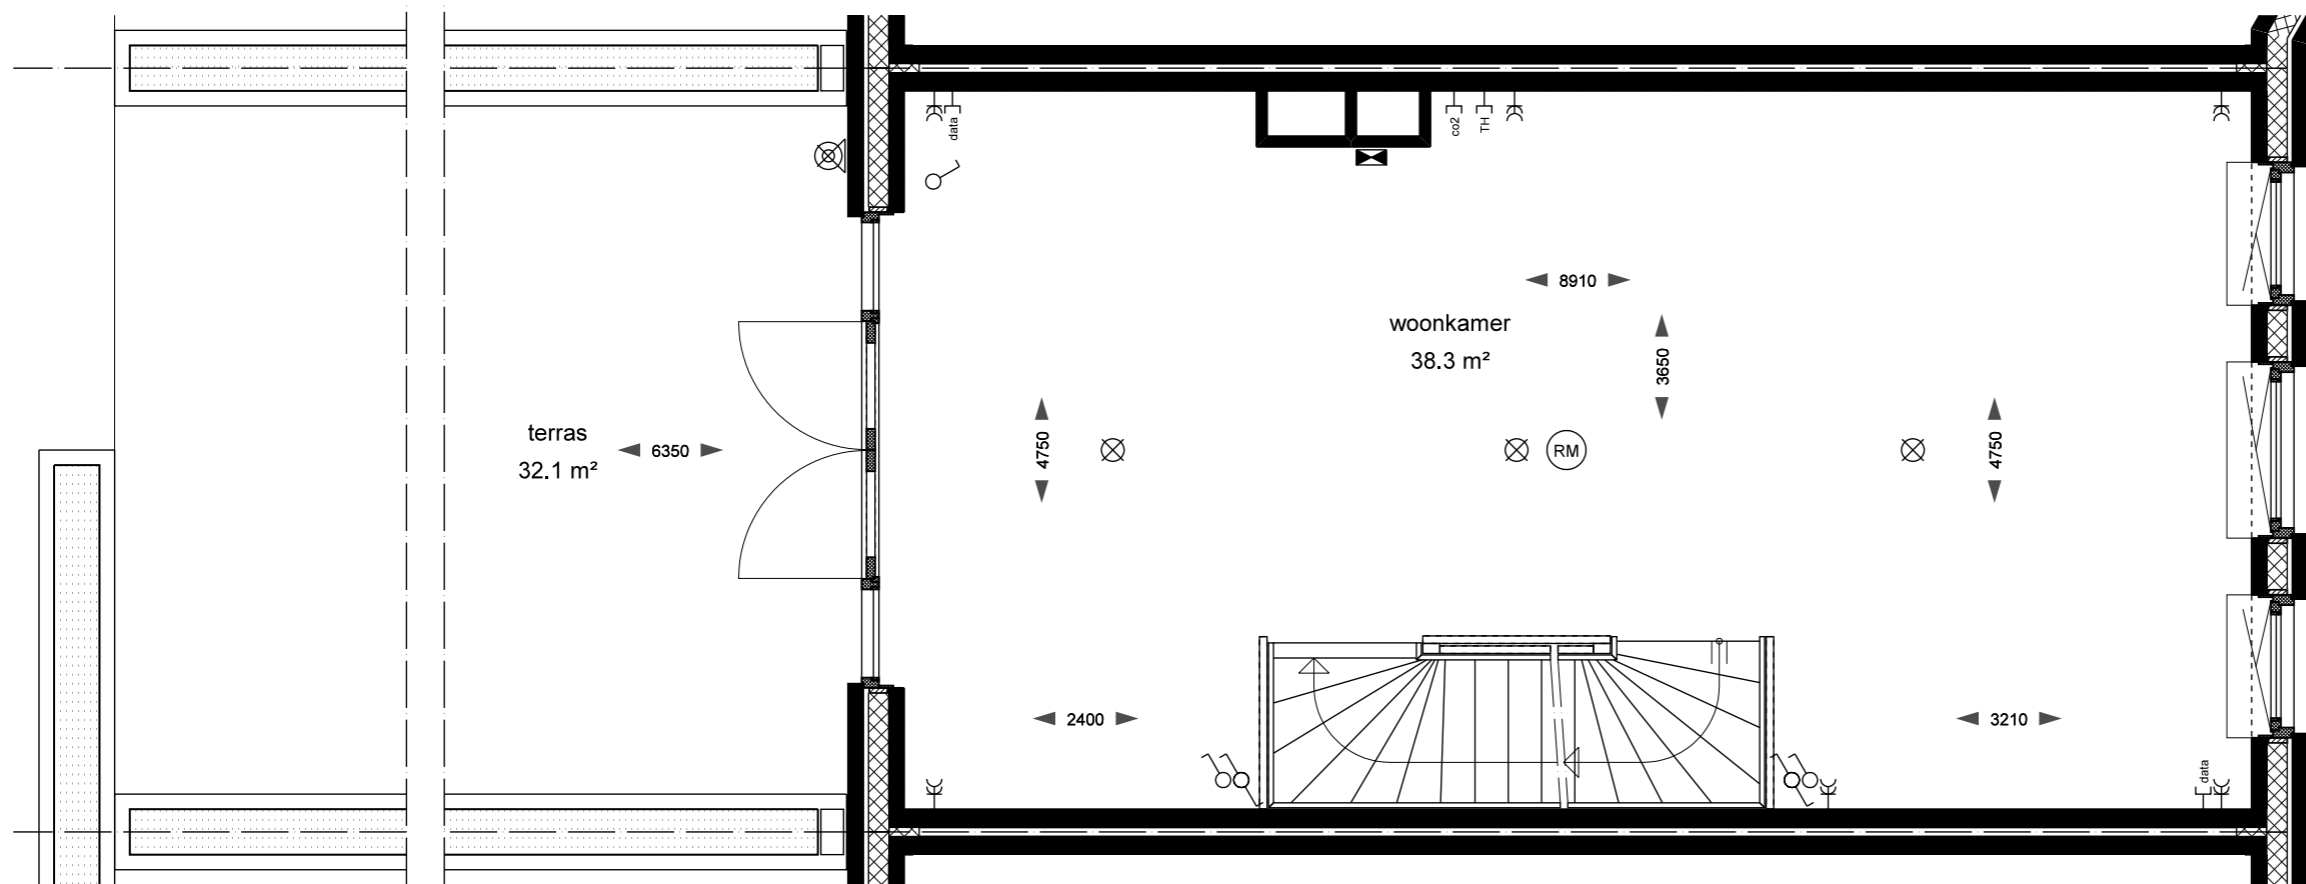 data
co2
TH
8910
woonkamer
38.3 m²
3650
terras
32.1 m²
6350
4750
RM
4750
2400
3210
data